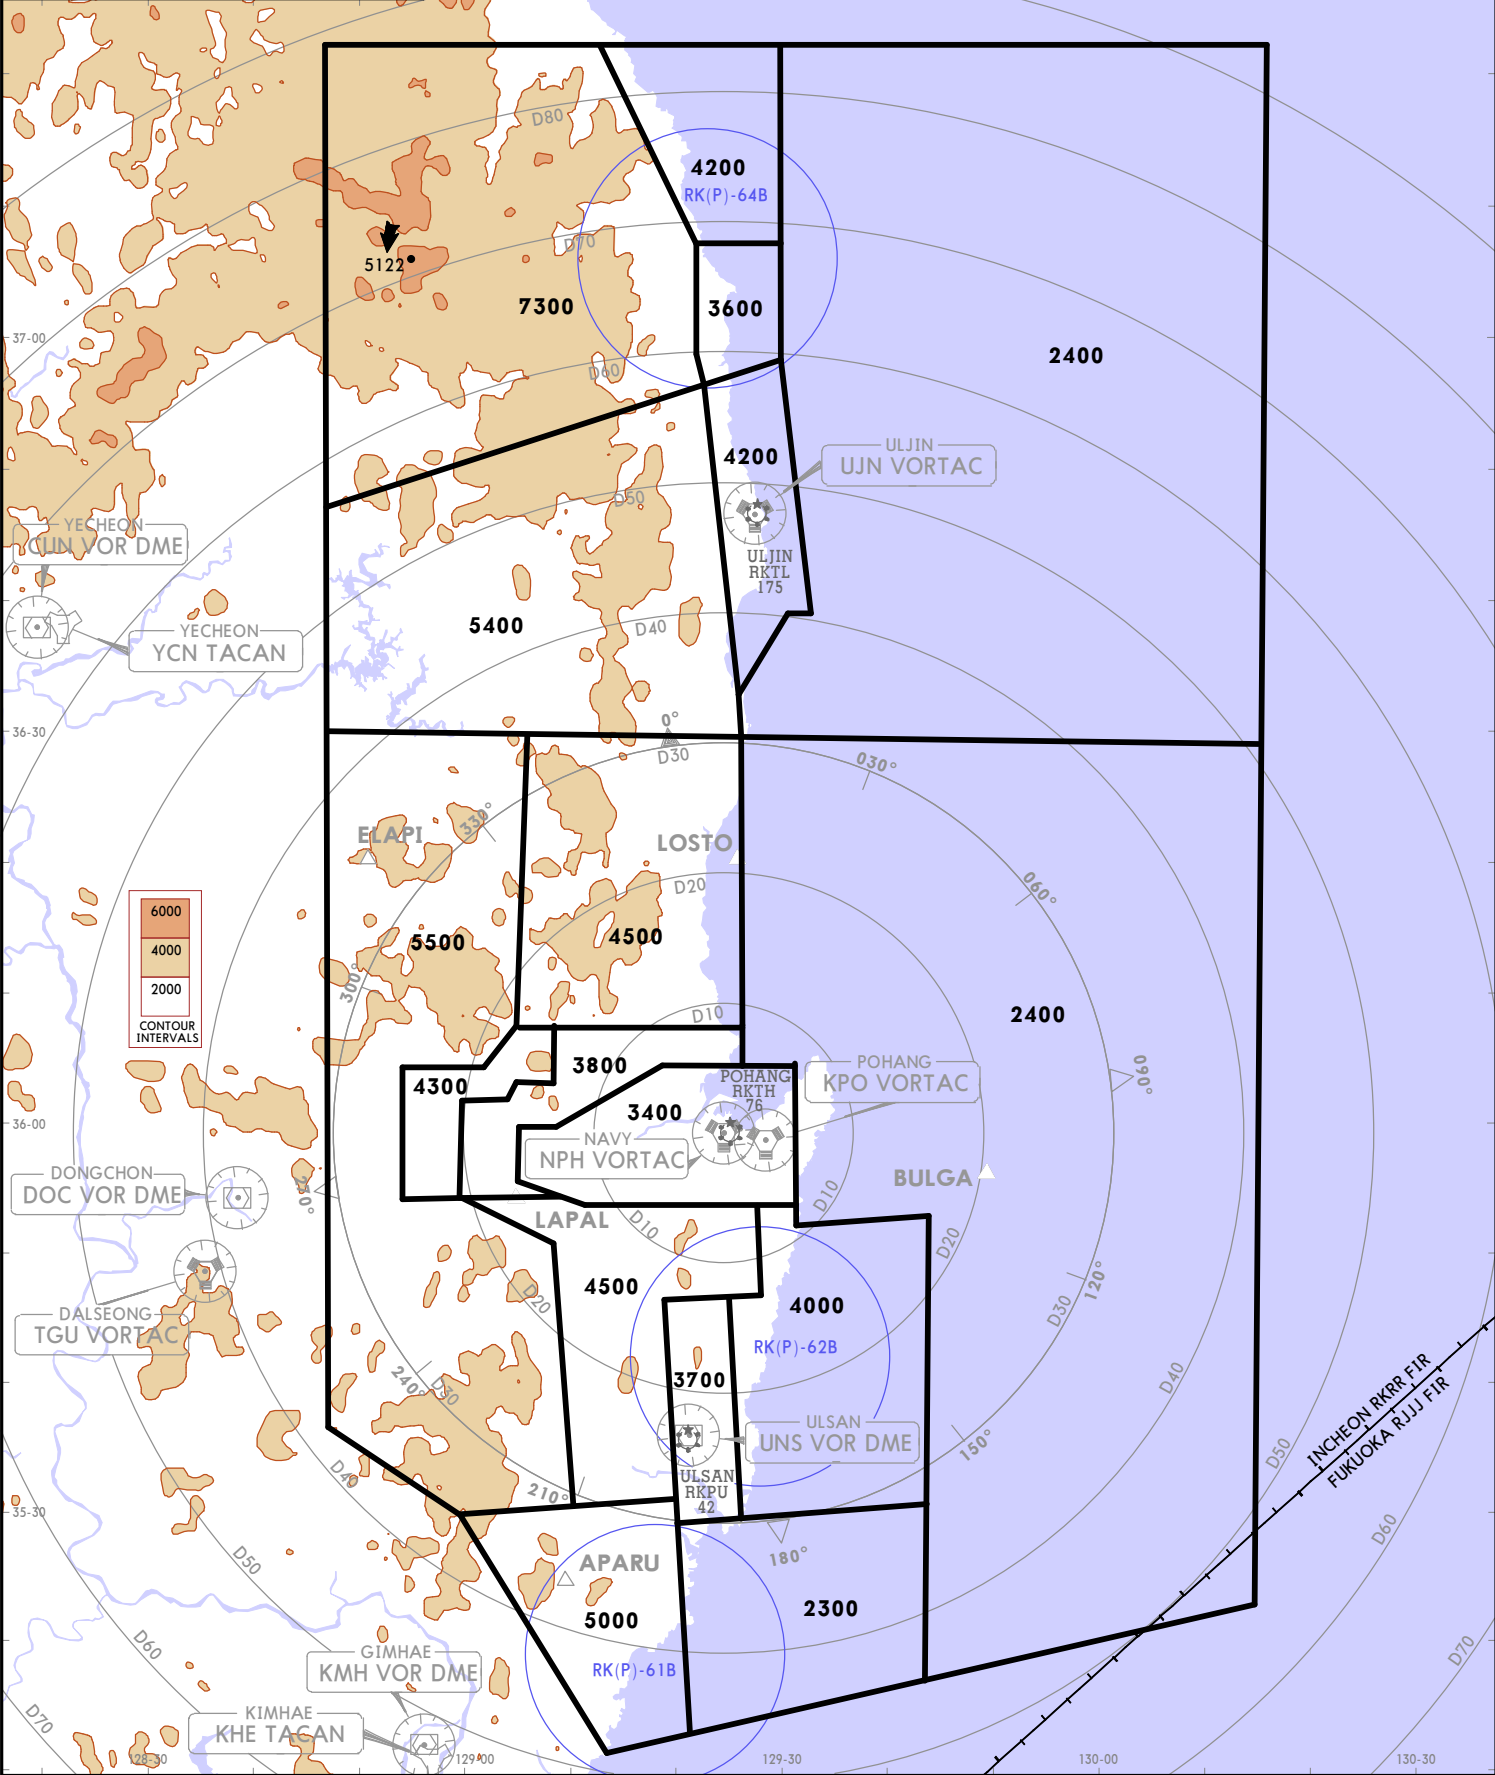 D80
4200
RK(P)-64B
D70
5122
7300
3600
37-00
2400
D60
ULJIN
UJN VORTAC
4200
D50
YECHEON
CUN VOR DME
ULJIN
RKTL
175
5400
D40
YECHEON
YCN TACAN
0°
36-30
D30
030°
330°
ELAPI
LOSTO
060°
D20
6000
4000
2000
CONTOUR
INTERVALS
5500
4500
300°
D10
2400
3800
4300
POHANG
RKTH
76
POHANG
KPO VORTAC
090°
3400
36-00
NAVY
NPH VORTAC
DONGCHON
DOC VOR DME
270°
BULGA
D10
LAPAL
D10
D20
4500
120°
D20
4000
D30
DALSEONG
TGU VORTAC
RK(P)-62B
INCHEON RKRR FIR
FUKUOKA RJJJ FIR
240°
D30
3700
D40
ULSAN
UNS VOR DME
150°
D50
D40
ULSAN
RKPU
42
210°
35-30
D60
D50
180°
APARU
5000
2300
D60
D70
GIMHAE
KMH VOR DME
RK(P)-61B
D70
KIMHAE
KHE TACAN
128-30
129-00
129-30
130-00
130-30